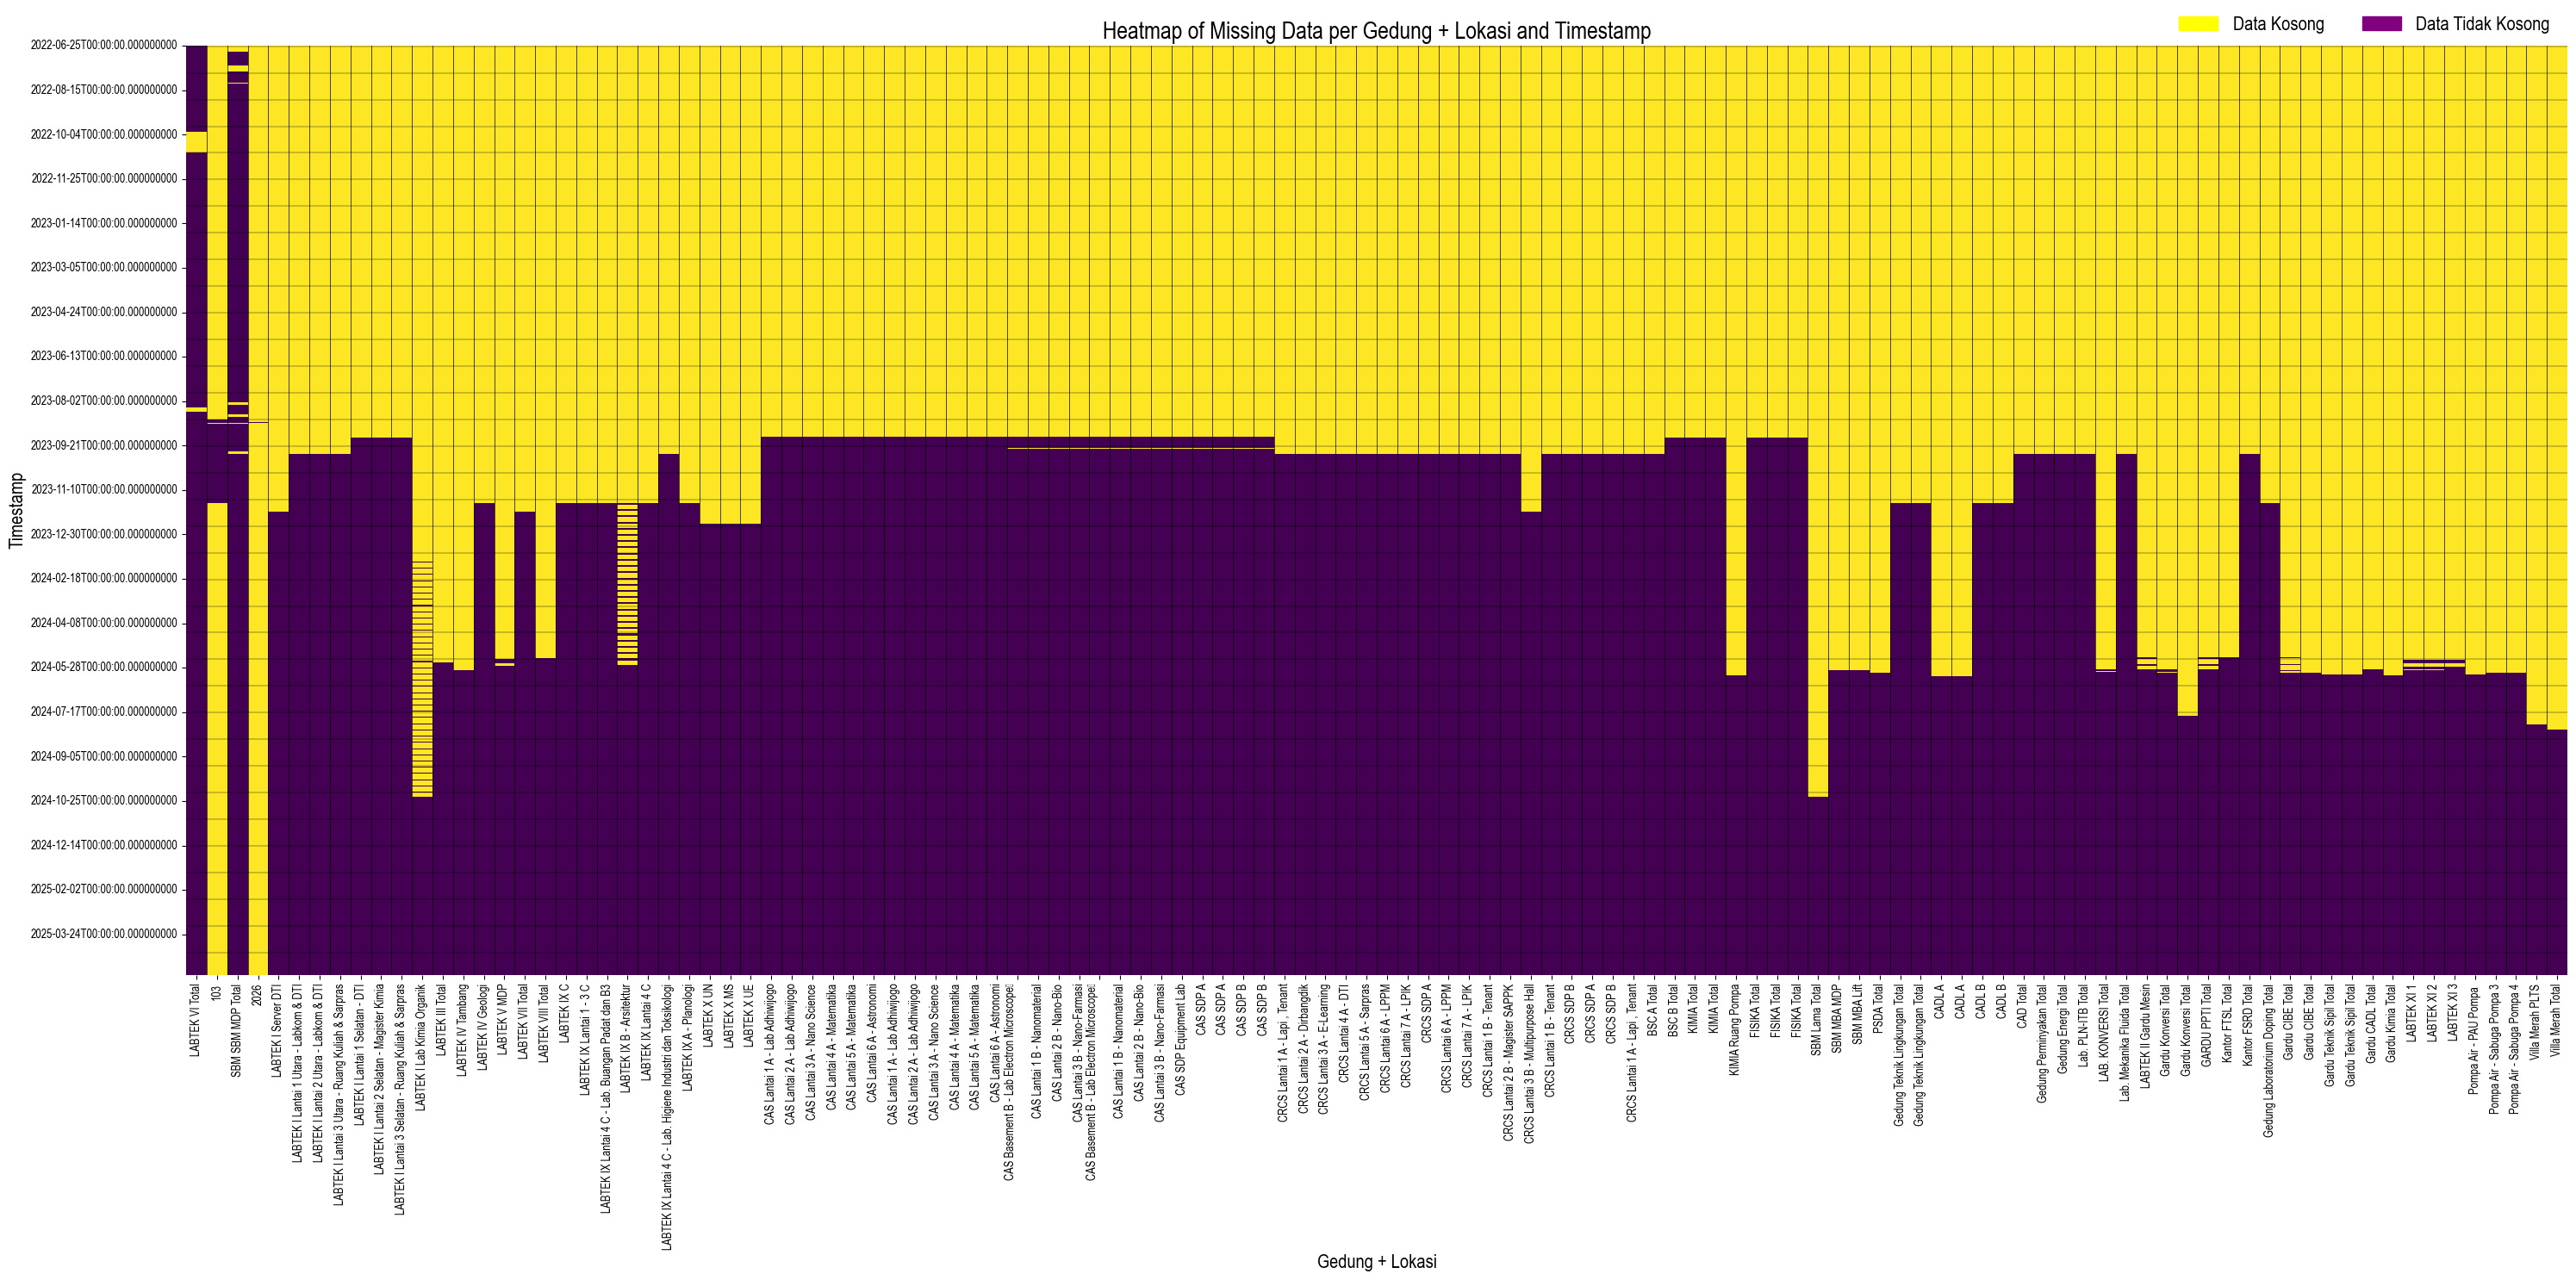 Heatmap of Missing Data per Gedung + Lokasi and Timestamp
Data Kosong
Data Tidak Kosong
Timestamp
2022-06-25T00:00:00.000000000
2022-08-15T00:00:00.000000000
2022-10-04T00:00:00.000000000
2022-11-25T00:00:00.000000000
2023-01-14T00:00:00.000000000
2023-03-05T00:00:00.000000000
2023-04-24T00:00:00.000000000
2023-06-13T00:00:00.000000000
2023-08-02T00:00:00.000000000
2023-09-21T00:00:00.000000000
2023-11-10T00:00:00.000000000
2023-12-30T00:00:00.000000000
2024-02-18T00:00:00.000000000
2024-04-08T00:00:00.000000000
2024-05-28T00:00:00.000000000
2024-07-17T00:00:00.000000000
2024-09-05T00:00:00.000000000
2024-10-25T00:00:00.000000000
2024-12-14T00:00:00.000000000
2025-02-02T00:00:00.000000000
2025-03-24T00:00:00.000000000
LABTEK VI Total
103
SBM SBM MDP Total
2026
LABTEK I Server DTI
LABTEK I Lantai 1 Utara - Labkom & DTI
LABTEK I Lantai 2 Utara - Labkom & DTI
LABTEK I Lantai 3 Utara - Ruang Kuliah & Sarpras
LABTEK I Lantai 1 Selatan - DTI
LABTEK I Lantai 2 Selatan - Magister Kimia
LABTEK I Lantai 3 Selatan - Ruang Kuliah & Sarpras
LABTEK I Lab Kimia Organik
LABTEK III Total
LABTEK IV Tambang
LABTEK IV Geologi
LABTEK V MDP
LABTEK VII Total
LABTEK VIII Total
LABTEK IX C
LABTEK IX Lantai 1 - 3 C
LABTEK IX Lantai 4 C - Lab. Buangan Padat dan B3
LABTEK IX B - Arsitektur
LABTEK IX Lantai 4 C
LABTEK IX Lantai 4 C - Lab. Higiene Industri dan Toksikologi
LABTEK IX A - Planologi
LABTEK X UN
LABTEK X MS
LABTEK X UE
CAS Lantai 1 A - Lab Adhiwijogo
CAS Lantai 2 A - Lab Adhiwijogo
CAS Lantai 3 A - Nano Science
CAS Lantai 4 A - Matematika
CAS Lantai 5 A - Matematika
CAS Lantai 6 A - Astronomi
CAS Lantai 1 A - Lab Adhiwijogo
CAS Lantai 2 A - Lab Adhiwijogo
CAS Lantai 3 A - Nano Science
CAS Lantai 4 A - Matematika
CAS Lantai 5 A - Matematika
CAS Lantai 6 A - Astronomi
CAS Basement B - Lab Electron Microscope:
CAS Lantai 1 B - Nanomaterial
CAS Lantai 2 B - Nano-Bio
CAS Lantai 3 B - Nano-Farmasi
CAS Basement B - Lab Electron Microscope:
CAS Lantai 1 B - Nanomaterial
CAS Lantai 2 B - Nano-Bio
CAS Lantai 3 B - Nano-Farmasi
CAS SDP Equipment Lab
CAS SDP A
CAS SDP A
CAS SDP B
CAS SDP B
CRCS Lantai 1 A - Lapi , Tenant
CRCS Lantai 2 A - Dirbangdik
CRCS Lantai 3 A - E-Learning
CRCS Lantai 4 A - DTI
CRCS Lantai 5 A - Sarpras
CRCS Lantai 6 A - LPPM
CRCS Lantai 7 A - LPIK
CRCS SDP A
CRCS Lantai 6 A - LPPM
CRCS Lantai 7 A - LPIK
CRCS Lantai 1 B - Tenant
CRCS Lantai 2 B - Magister SAPPK
CRCS Lantai 3 B - Multipurpose Hall
CRCS Lantai 1 B - Tenant
CRCS SDP B
CRCS SDP A
CRCS SDP B
CRCS Lantai 1 A - Lapi , Tenant
BSC A Total
BSC B Total
KIMIA Total
KIMIA Total
KIMIA Ruang Pompa
FISIKA Total
FISIKA Total
FISIKA Total
SBM Lama Total
SBM MBA MDP
SBM MBA Lift
PSDA Total
Gedung Teknik Lingkungan Total
Gedung Teknik Lingkungan Total
CADL A
CADL A
CADL B
CADL B
CAD Total
Gedung Perminyakan Total
Gedung Energi Total
Lab. PLN-ITB Total
LAB. KONVERSI Total
Lab. Mekanika Fluida Total
LABTEK II Gardu Mesin
Gardu Konversi Total
Gardu Konversi Total
GARDU PPTI Total
Kantor FTSL Total
Kantor FSRD Total
Gedung Laboratorium Doping Total
Gardu CIBE Total
Gardu CIBE Total
Gardu Teknik Sipil Total
Gardu Teknik Sipil Total
Gardu CADL Total
Gardu Kimia Total
LABTEK XI 1
LABTEK XI 2
LABTEK XI 3
Pompa Air - PAU Pompa
Pompa Air - Sabuga Pompa 3
Pompa Air - Sabuga Pompa 4
Villa Merah PLTS
Villa Merah Total
Gedung + Lokasi